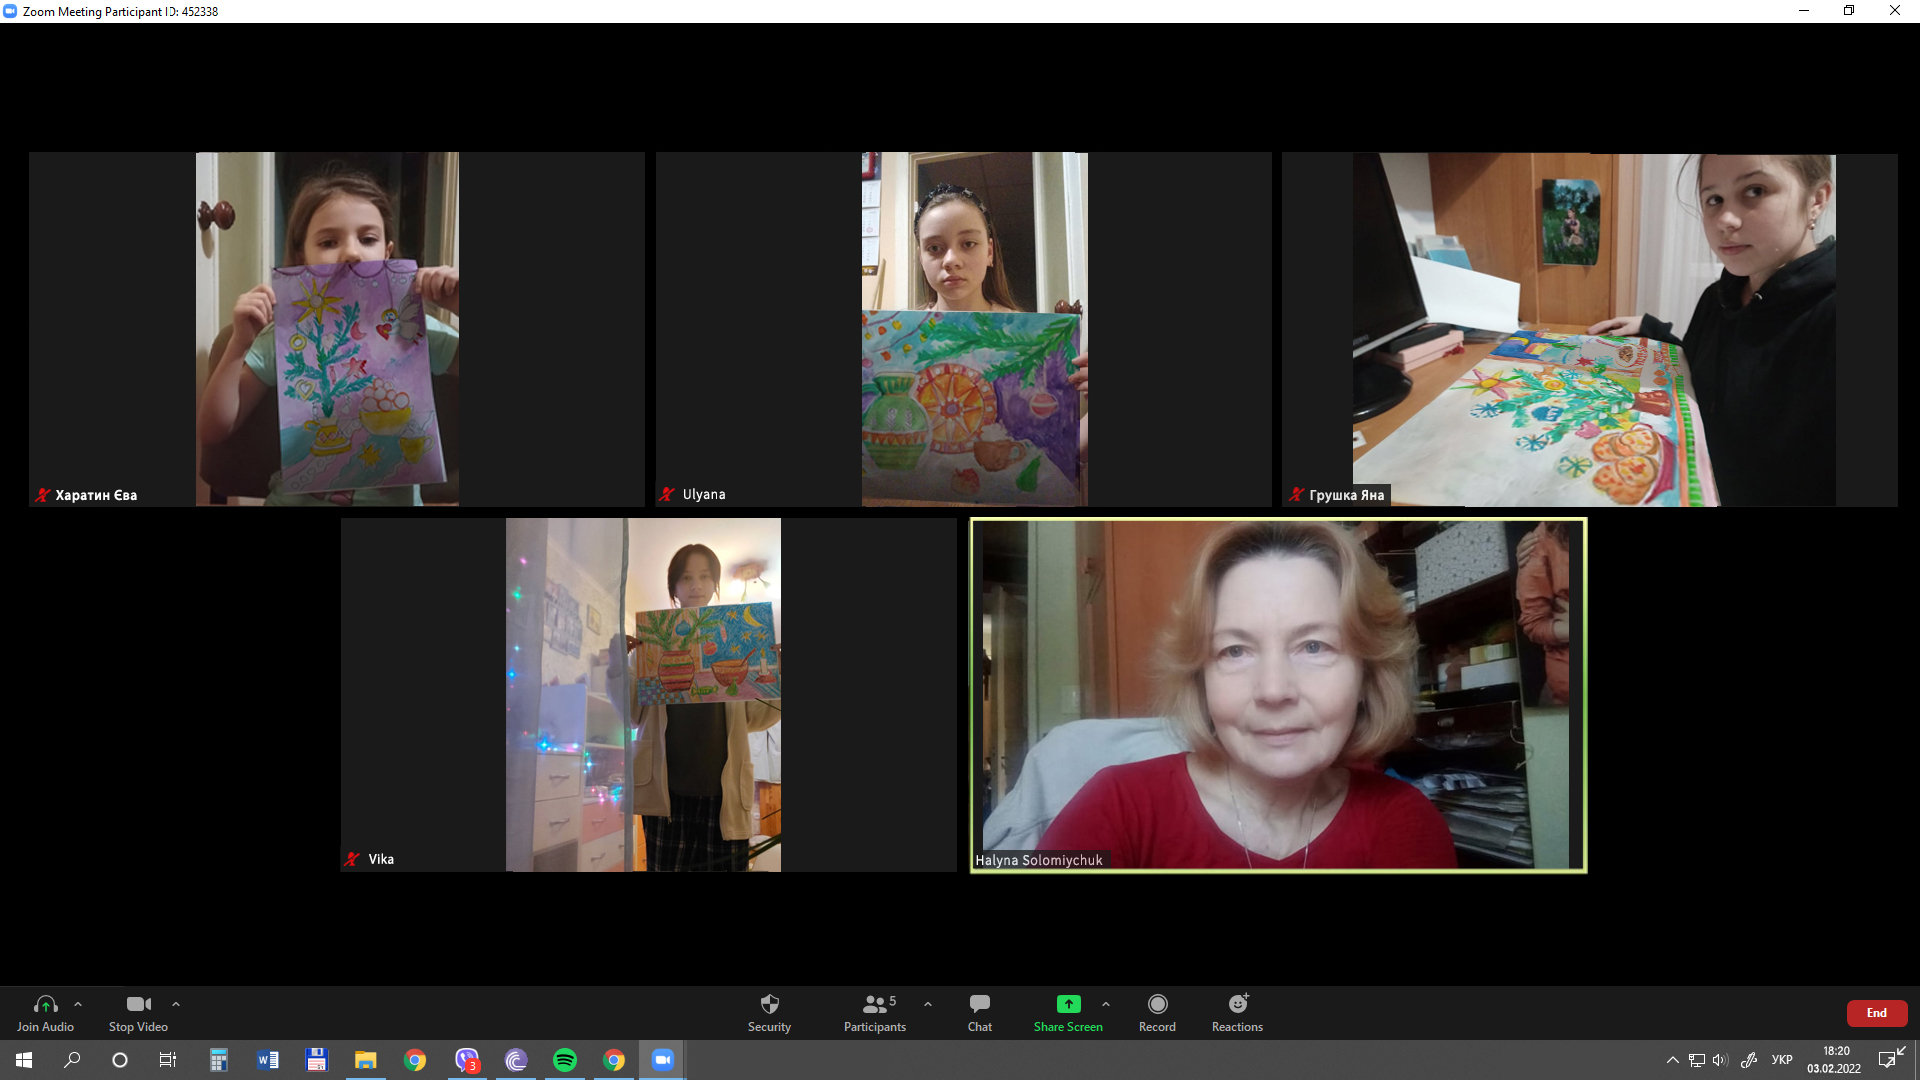 Zoom Meeting Participant ID: 452338
Харатин Єва
Ulyana
Грушка Яна
Vika
Halyna Solomiychuk
Join Audio
Stop Video
Security
5
Participants
Chat
Share Screen
Record
Reactions
End
3
УКР
18:20
03.02.2022